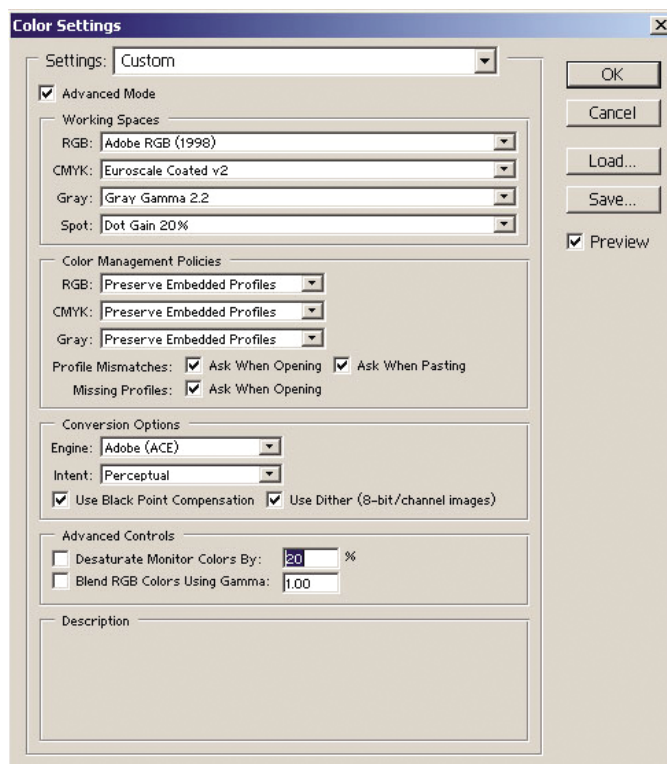 Color Settings
Settings: Custom
OK
Advanced Mode
Cancel
Working Spaces
RGB: Adobe RGB (1998)
CMYK: Euroscale Coated v2
Load...
Gray: Gray Gamma 2.2
Save...
Spot: Dot Gain 20%
Preview
Color Management Policies
RGB: Preserve Embedded Profiles
CMYK: Preserve Embedded Profiles
Gray: Preserve Embedded Profiles
Profile Mismatches: Ask When Opening Ask When Pasting
Missing Profiles: Ask When Opening
Conversion Options
Engine: Adobe (ACE)
Intent: Perceptual
Use Black Point Compensation Use Dither (8-bit/channel images)
Advanced Controls
Desaturate Monitor Colors By: 20 %
Blend RGB Colors Using Gamma: 1.00
Description